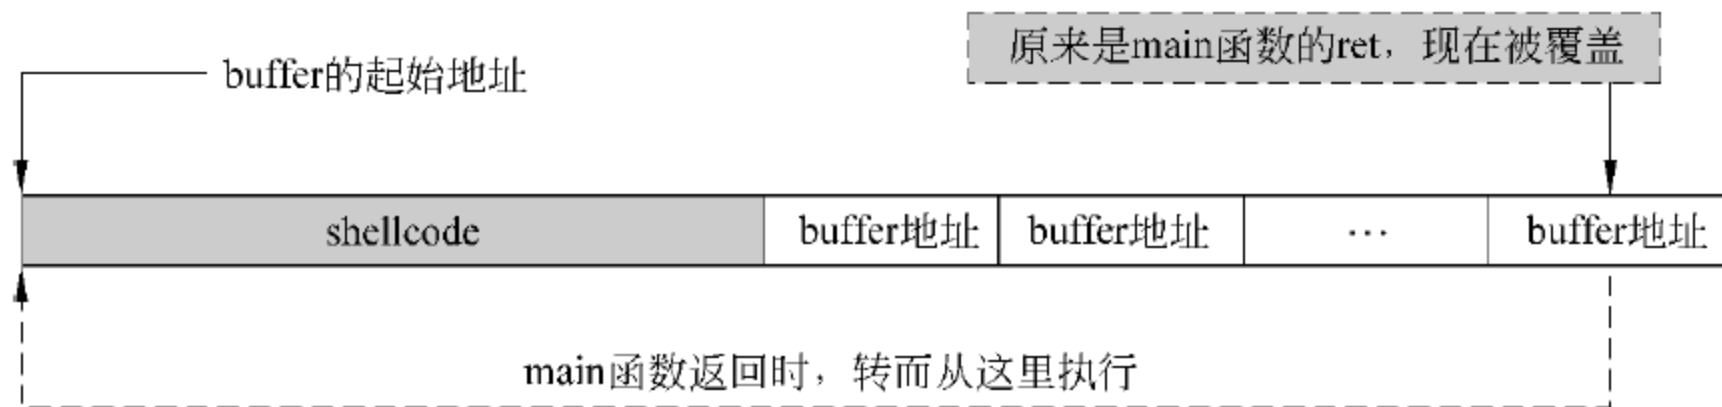 原来是main函数的ret，现在被覆盖
buffer的起始地址
shellcode buffer地址 buffer地址 … buffer地址
main函数返回时，转而从这里执行